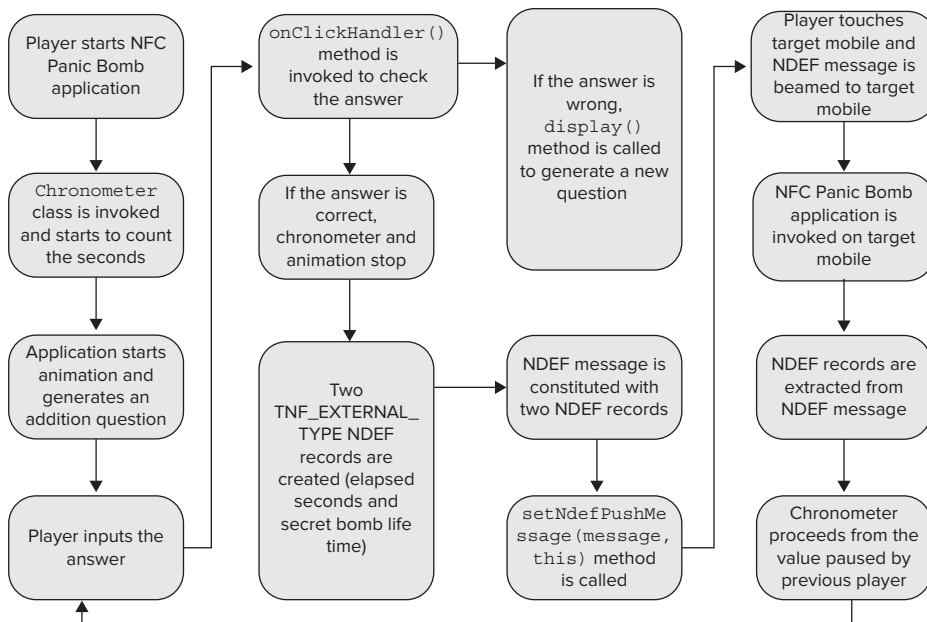 Player starts NFC
Panic Bomb
application
Chronometer
class is invoked
and starts to count
the seconds
Application starts
animation and
generates an
addition question
Player inputs the
answer
onClickHandler()
method is
invoked to check
the answer
If the answer is
correct,
chronometer and
animation stop
Two
TNF_EXTERNAL_
TYPE NDEF
records are
created (elapsed
seconds and
secret bomb life
time)
If the answer is
wrong,
display()
method is called
to generate a new
question
NDEF message is
constituted with
two NDEF records
setNdefPushMe
ssage(message,
this) method
is called
Player touches
target mobile and
NDEF message is
beamed to target
mobile
NFC Panic Bomb
application is
invoked on target
mobile
NDEF records are
extracted from
NDEF message
Chronometer
proceeds from the
value paused by
previous player